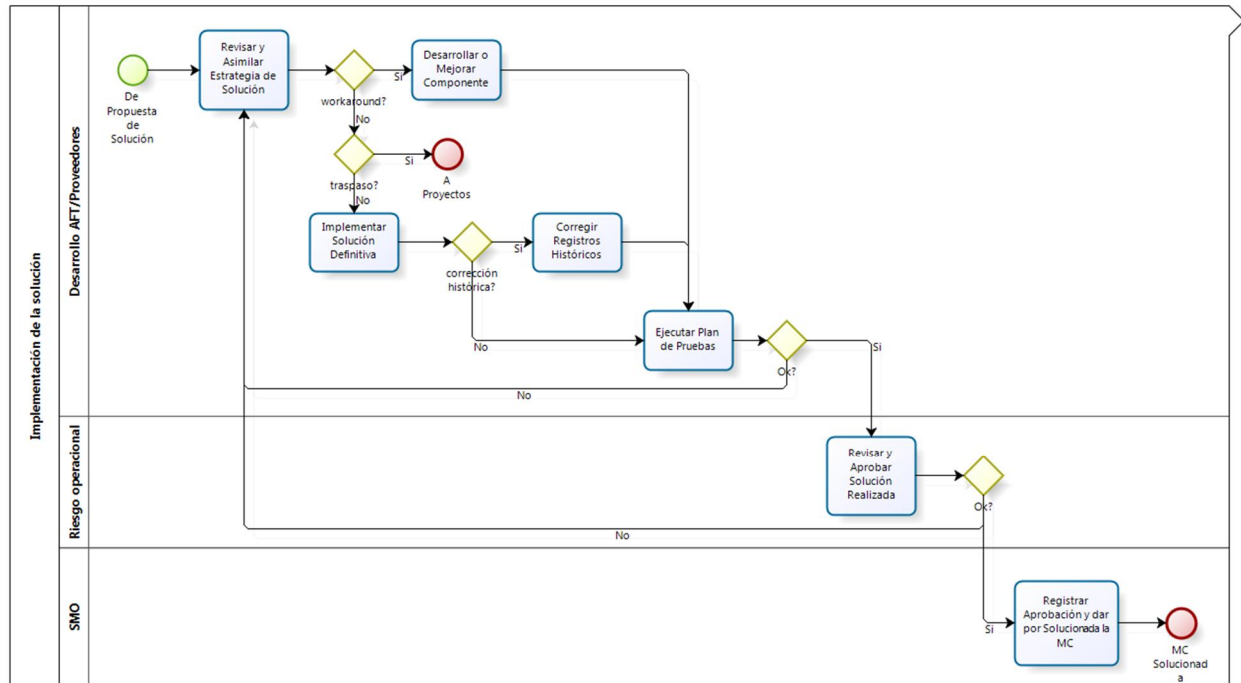 Implementación de la solución
Desarrollo AFT/Proveedores
De
Propuesta
de
Solución
Revisar y
Asimilar
Estrategia de
Solución
workaround?
Si
Desarrollar o
Mejorar
Componente
No
traspaso?
Si
A
Proyectos
No
Implementar
Solución
Definitiva
corrección
histórica?
Si
Corregir
Registros
Históricos
No
Ejecutar Plan
de Pruebas
Ok?
Si
No
Riesgo operacional
Revisar y
Aprobar
Solución
Realizada
Ok?
No
SMO
Si
Registrar
Aprobación y dar
por Solucionada la
MC
MC
Solucionad
a